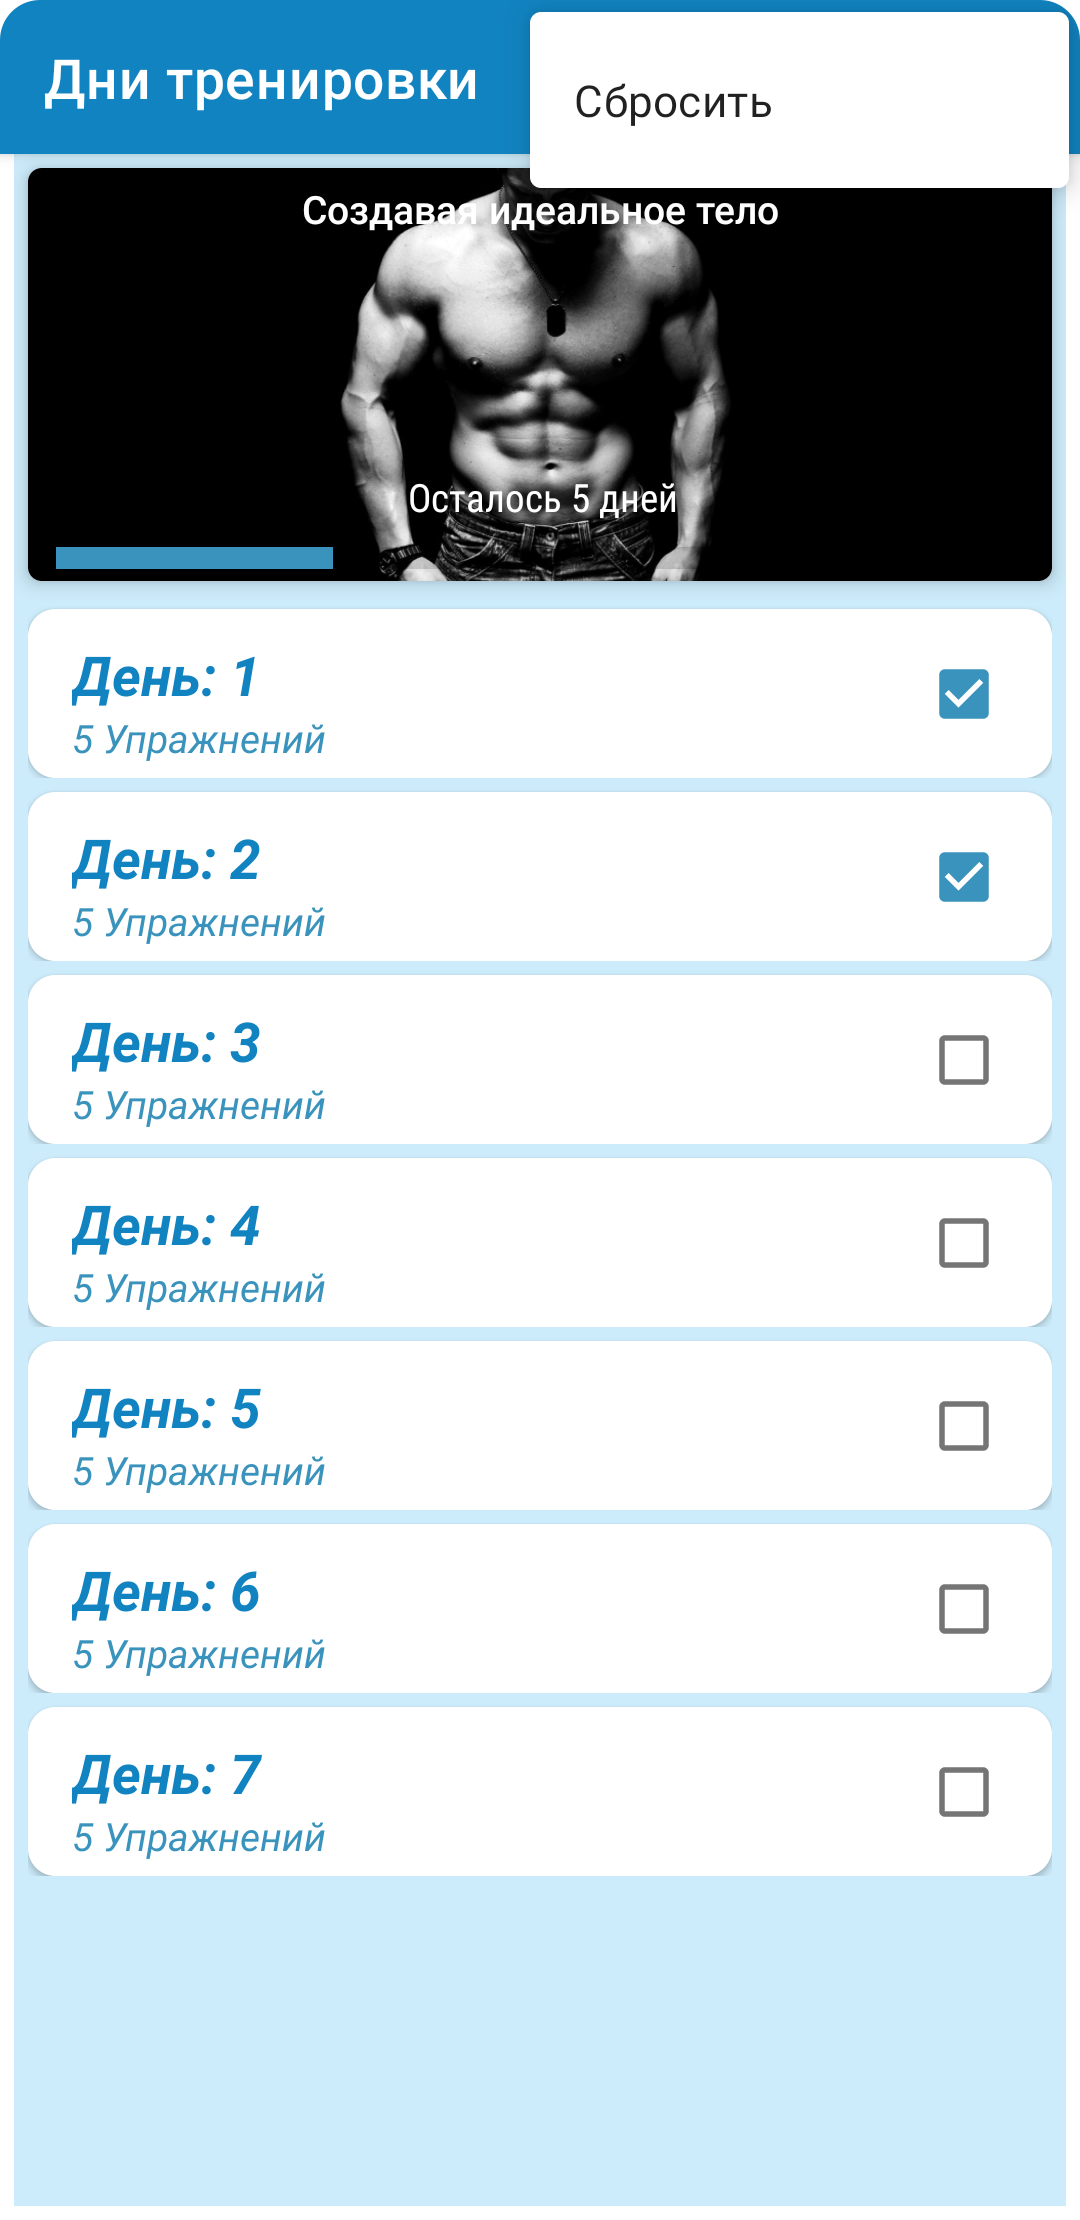 Дни тренировки
Сбросить
Создавая идеальное тело
Осталось 5 дней
День: 1
5 Упражнений
День: 2
5 Упражнений
День: 3
5 Упражнений
День: 4
5 Упражнений
День: 5
5 Упражнений
День: 6
5 Упражнений
День: 7
5 Упражнений